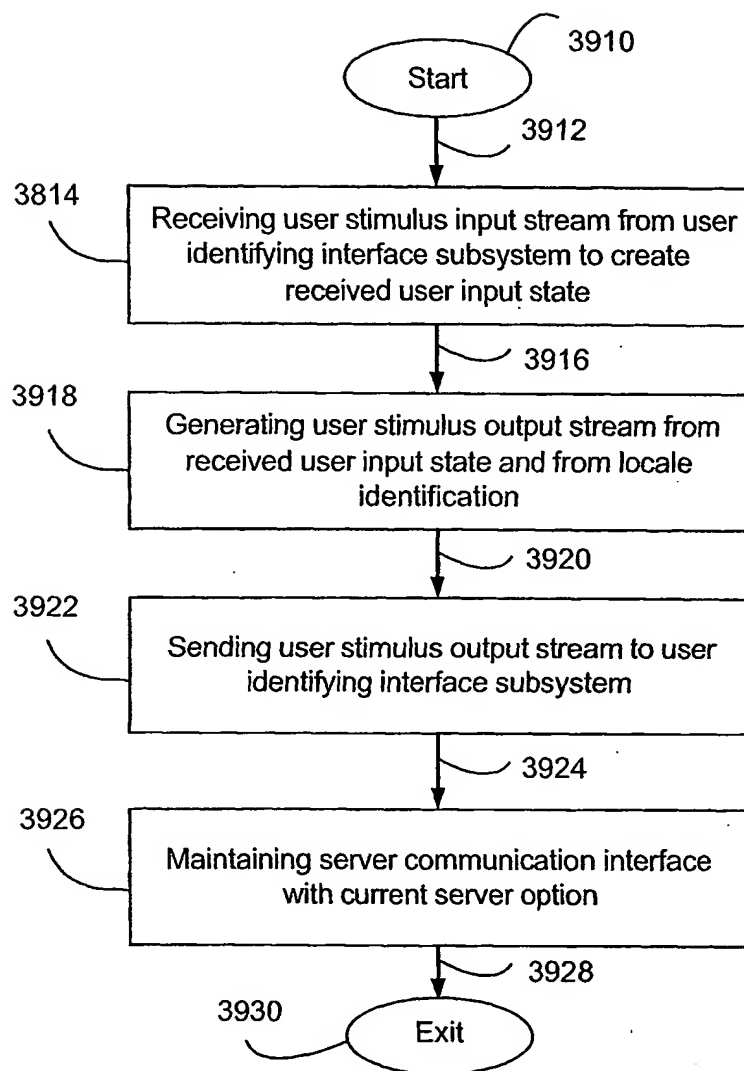 3910
Start
3912
3814
Receiving user stimulus input stream from user
identifying interface subsystem to create
received user input state
3916
3918
Generating user stimulus output stream from
received user input state and from locale
identification
3920
3922
Sending user stimulus output stream to user
identifying interface subsystem
3924
3926
Maintaining server communication interface
with current server option
3928
3930
Exit